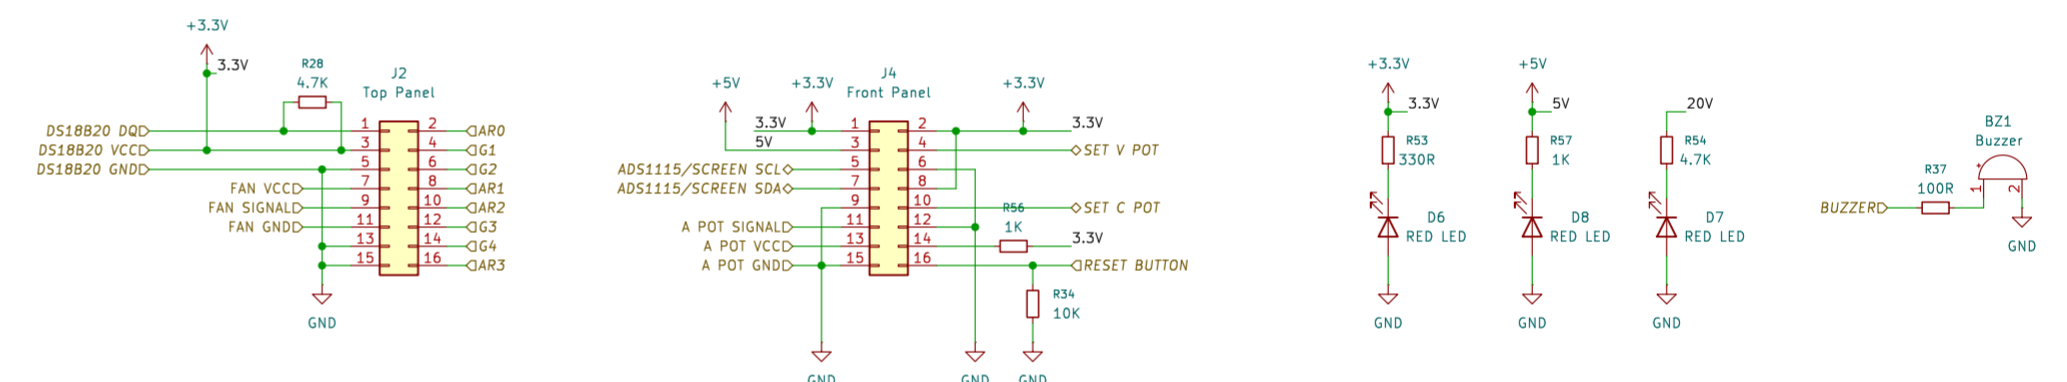 +3.3V
3.3V
R28
4.7K
J2
Top Panel
DS18B20 DQ
1
2
AR0
DS18B20 VCC
3
4
G1
DS18B20 GND
5
6
G2
FAN VCC
7
8
AR1
FAN SIGNAL
9
10
AR2
FAN GND
11
12
G3
13
14
G4
15
16
AR3
GND
+5V
+3.3V
J4
Front Panel
+3.3V
3.3V
1
2
3.3V
5V
3
4
SET V POT
ADS1115/SCREEN SCL
5
6
ADS1115/SCREEN SDA
7
8
9
10
R56
SET C POT
A POT SIGNAL
11
12
1K
A POT VCC
13
14
3.3V
A POT GND
15
16
RESET BUTTON
R34
10K
GND
GND
GND
+3.3V
3.3V
R53
330R
D6
RED LED
GND
+5V
5V
R57
1K
D8
RED LED
GND
20V
R54
4.7K
D7
RED LED
GND
BZ1
Buzzer
R37
100R
+
1
2
BUZZER
GND